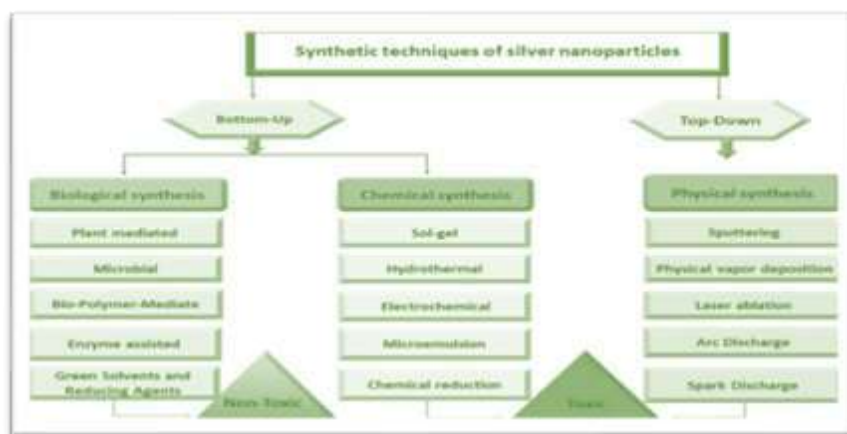 Synthetic techniques of silver nanoparticles
Bottom-Up
Top-Down
Biological synthesis
Plant mediated
Microbial
Bio-Polymer-Mediate
Enzyme assisted
Green Solvents and
Reducing Agents
Chemical synthesis
Sol-gel
Hydrothermal
Electrochemical
Microemulsion
Chemical reduction
Physical synthesis
Sputtering
Physical vapor deposition
Laser ablation
Arc Discharge
Spark Discharge
Non-Toxic
Toxic